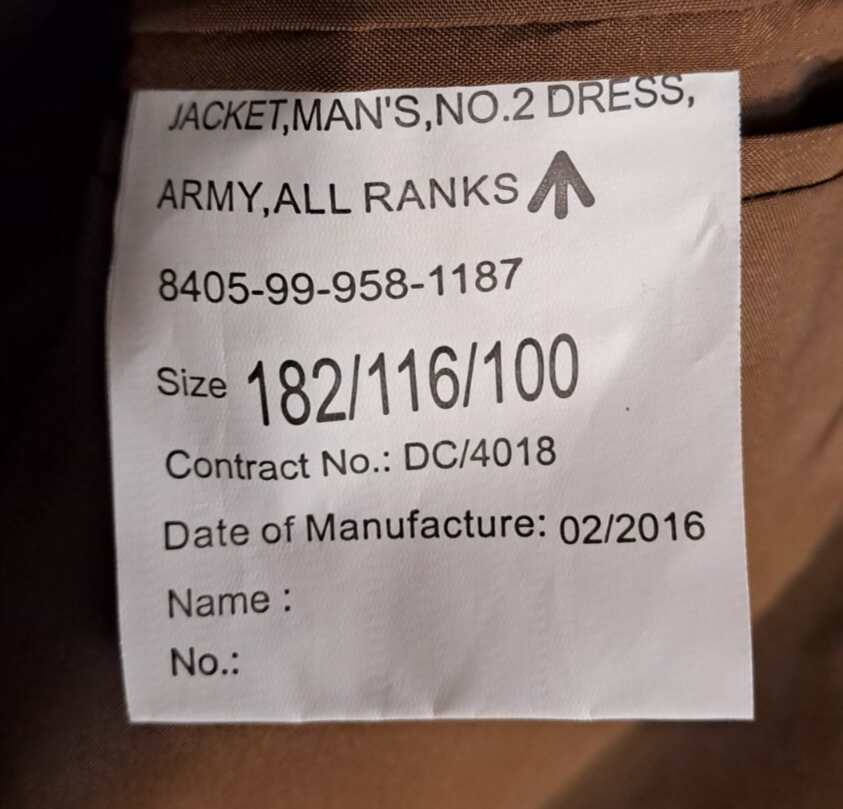 JACKET,MAN'S,NO.2 DRESS,
ARMY,ALL RANKS
8405-99-958-1187
Size 182/116/100
Contract No.: DC/4018
Date of Manufacture: 02/2016
Name :
No.: